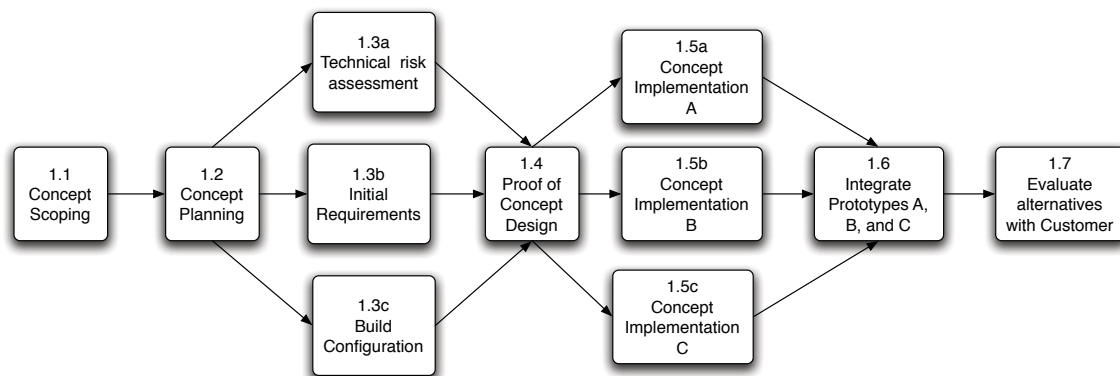 1.1
Concept
Scoping
1.2
Concept
Planning
1.3a
Technical risk
assessment
1.3b
Initial
Requirements
1.3c
Build
Configuration
1.4
Proof of
Concept
Design
1.5a
Concept
Implementation
A
1.5b
Concept
Implementation
B
1.5c
Concept
Implementation
C
1.6
Integrate
Prototypes A,
B, and C
1.7
Evaluate
alternatives
with Customer